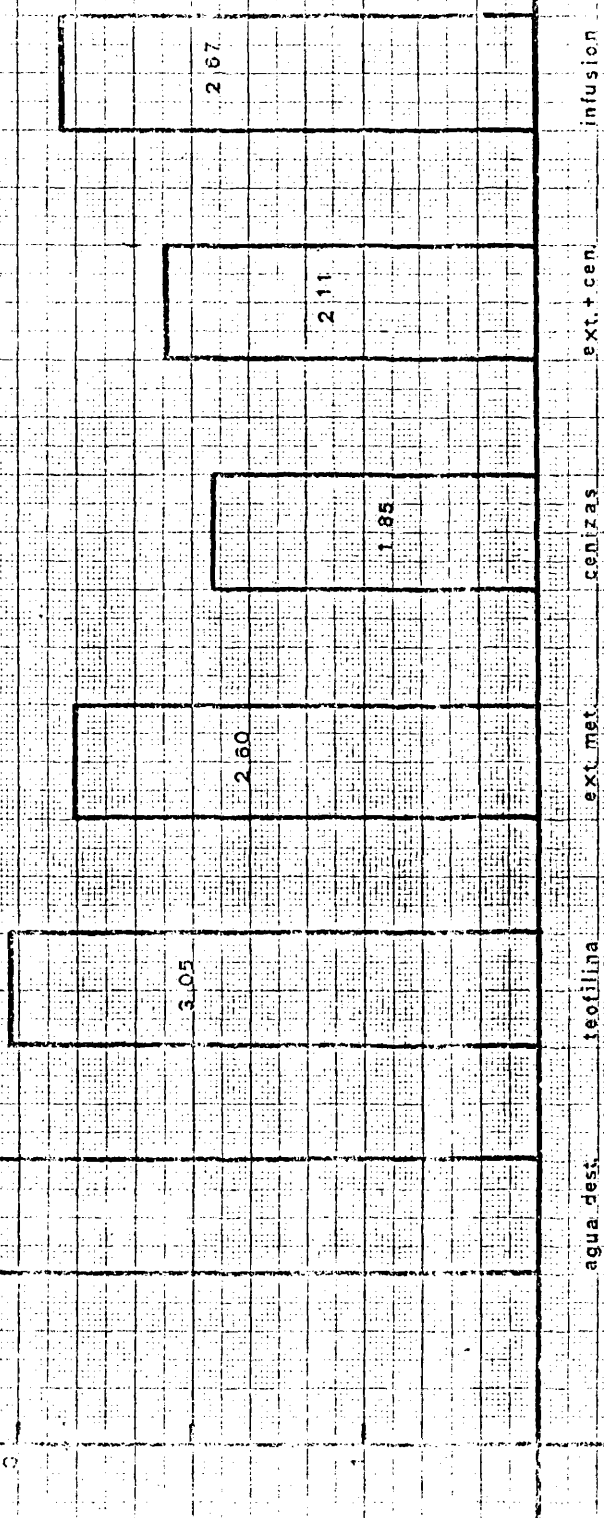 3 05
2 60
1 85
2 11
2 67
1
agua dest.
teofilina
ext met.
cenizas
ext. + cen.
infusion